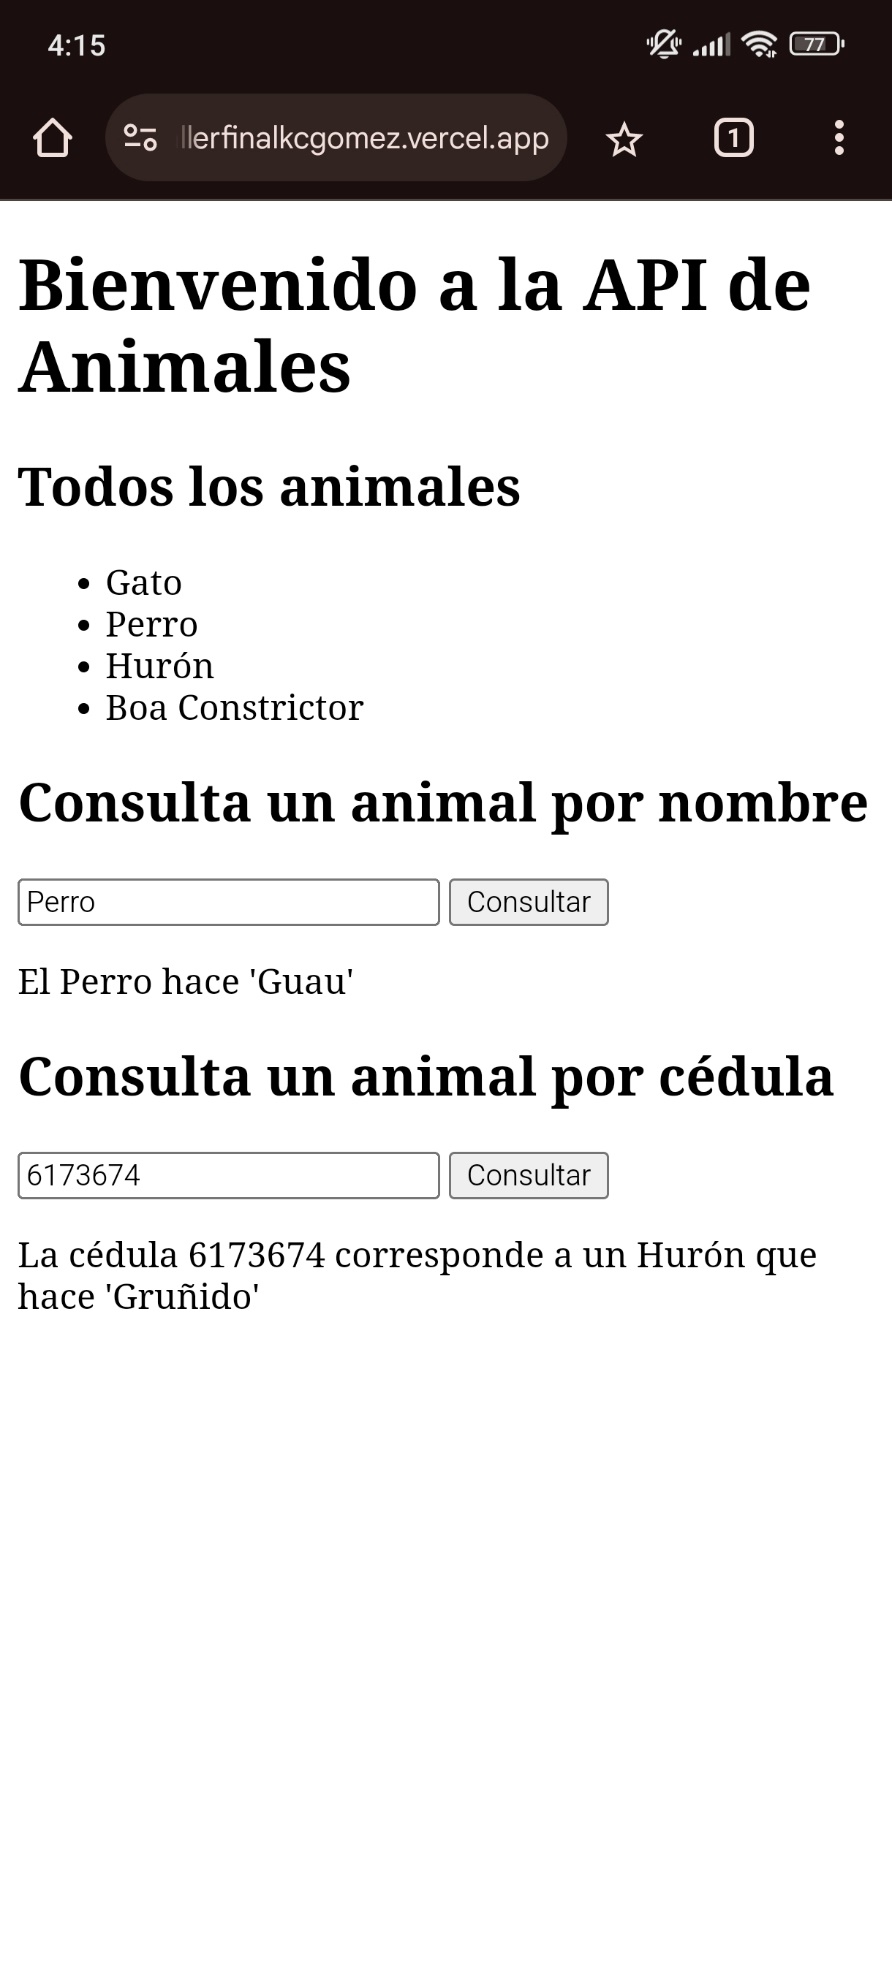 4:15
77
llerfinalkcgomez.vercel.app
1
Bienvenido a la API de
Animales
Todos los animales
• Gato
• Perro
• Hurón
• Boa Constrictor
Consulta un animal por nombre
Perro Consultar
El Perro hace 'Guau'
Consulta un animal por cédula
6173674 Consultar
La cédula 6173674 corresponde a un Hurón que
hace 'Gruñido'